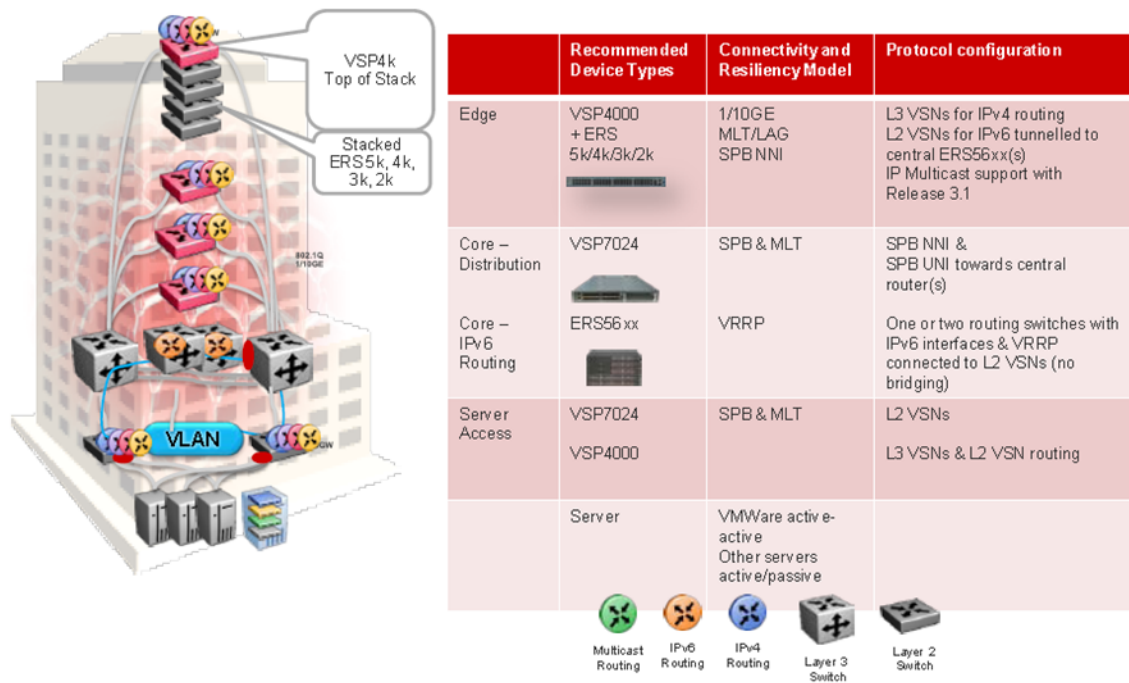 VSP4k
Top of Stack
Stacked
ERS5k, 4k,
3k, 2k
802.1Q
1/10GE
VLAN
Recommended
Device Types
Connectivity and
Resiliency Model
Protocol configuration
Edge
VSP4000
+ ERS
5k/4k/3k/2k
1/10GE
MLT/LAG
SPB NNI
L3 VSNs for IPv4 routing
L2 VSNs for IPv6 tunnelled to
central ERS56xx(s)
IP Multicast support with
Release 3.1
Core –
Distribution
VSP7024
SPB & MLT
SPB NNI &
SPB UNI towards central
router(s)
Core –
IPv6
Routing
ERS56xx
VRRP
One or two routing switches with
IPv6 interfaces & VRRP
connected to L2 VSNs (no
bridging)
Server
Access
VSP7024
SPB & MLT
L2 VSNs
VSP4000
L3 VSNs & L2 VSN routing
Server
VMWare active-
active
Other servers
active/passive
Multicast
Routing
IPv6
Routing
IPv4
Routing
Layer 3
Switch
Layer 2
Switch